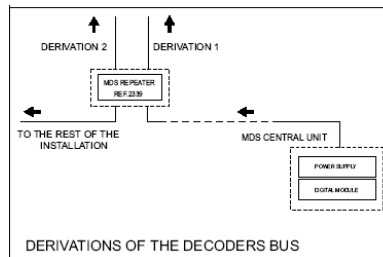 DERIVATION 2
DERIVATION 1
MDS REPEATER
REF.2339
TO THE REST OF THE
INSTALLATION
MDS CENTRAL UNIT
POWER SUPPLY
DIGITAL MODULE
DERIVATIONS OF THE DECODERS BUS